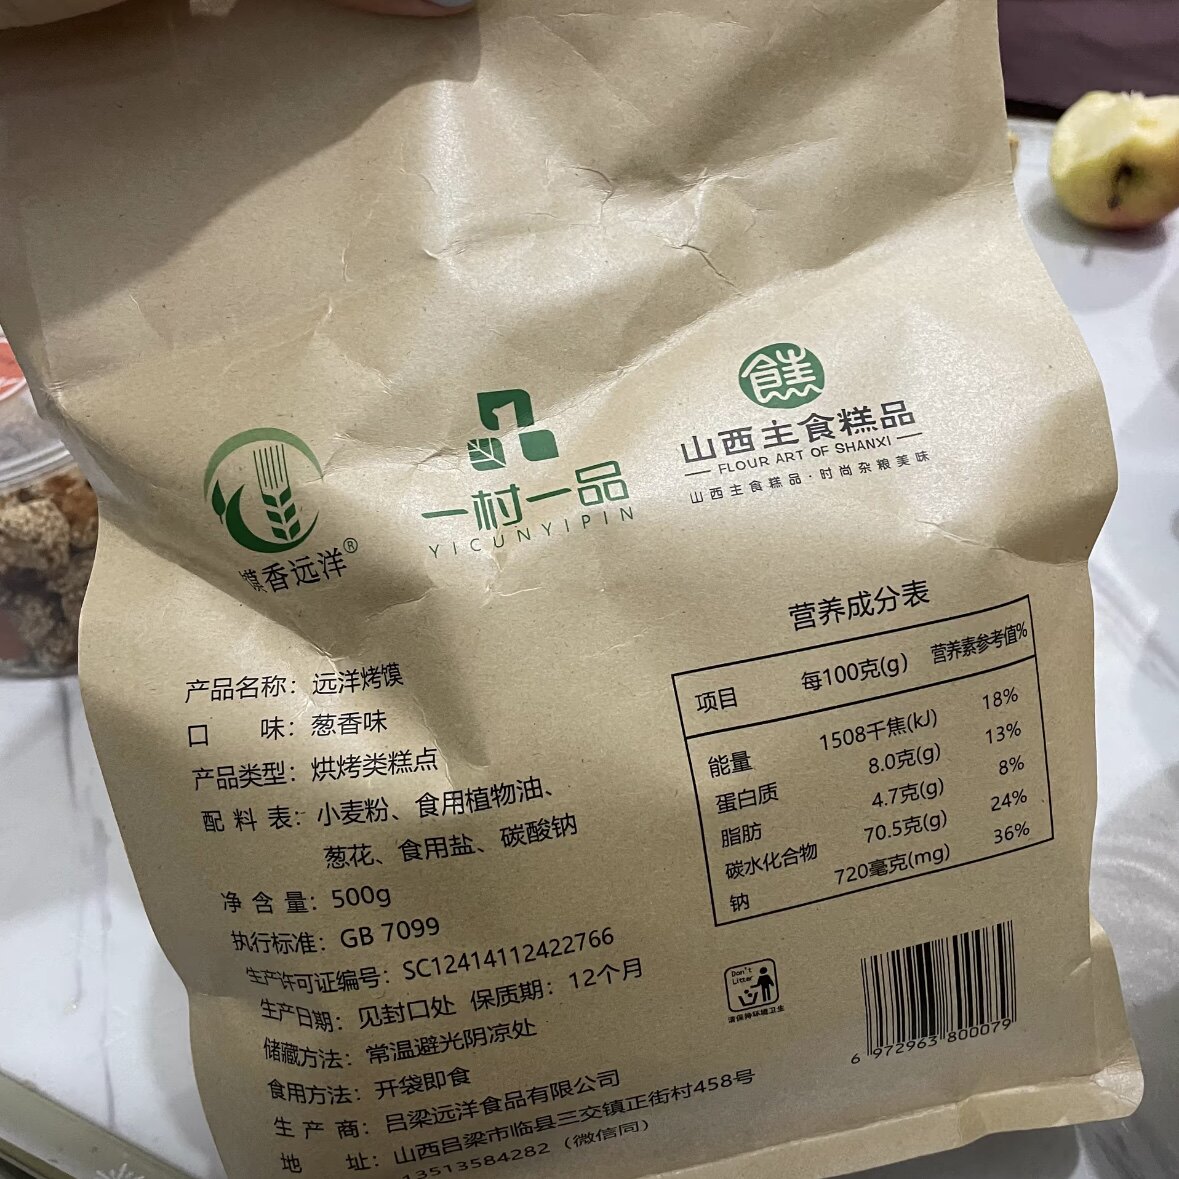 馍香远洋®
一村一品
YICUNYIPIN
山西主食糕品
FLOUR ART OF SHANXI
山西主食糕品·时尚杂粮美味
产品名称：远洋烤馍
口味：葱香味
产品类型：烘烤类糕点
配料表：小麦粉、食用植物油、
葱花、食用盐、碳酸钠
净含量：500g
执行标准：GB 7099
生产许可证编号：SC12414112422766
生产日期：见封口处 保质期：12个月
储藏方法：常温避光阴凉处
食用方法：开袋即食
生产商：吕梁远洋食品有限公司
地址：山西吕梁市临县三交镇正街村458号
13513584282（微信同）
营养成分表
项目 每100克(g) 营养素参考值%
能量 1508千焦(kJ) 18%
蛋白质 8.0克(g) 13%
脂肪 4.7克(g) 8%
碳水化合物 70.5克(g) 24%
钠 720毫克(mg) 36%
Don't
Litter
请保持环境卫生
6 972963 800079